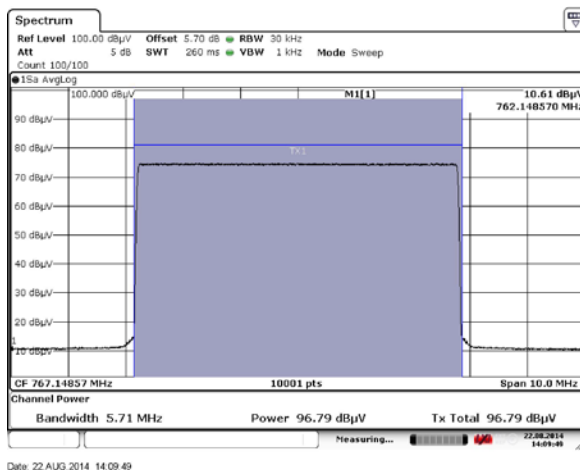 Spectrum
Ref Level 100.00 dBµV Offset 5.70 dB RBW 30 kHz
Att 5 dB SWT 260 ms VBW 1 kHz Mode Sweep
Count 100/100
1Sa AvgLog
100.000 dBµV M1[1] 10.61 dBµV
762.148570 MHz
90 dBµV
80 dBµV
TX1
70 dBµV
60 dBµV
50 dBµV
40 dBµV
30 dBµV
20 dBµV
1
10 dBµV
CF 767.14857 MHz 10001 pts Span 10.0 MHz
Channel Power
Bandwidth 5.71 MHz Power 96.79 dBµV Tx Total 96.79 dBµV
Measuring... 22.08.2014
14:09:49
Date: 22.AUG.2014 14:09:49